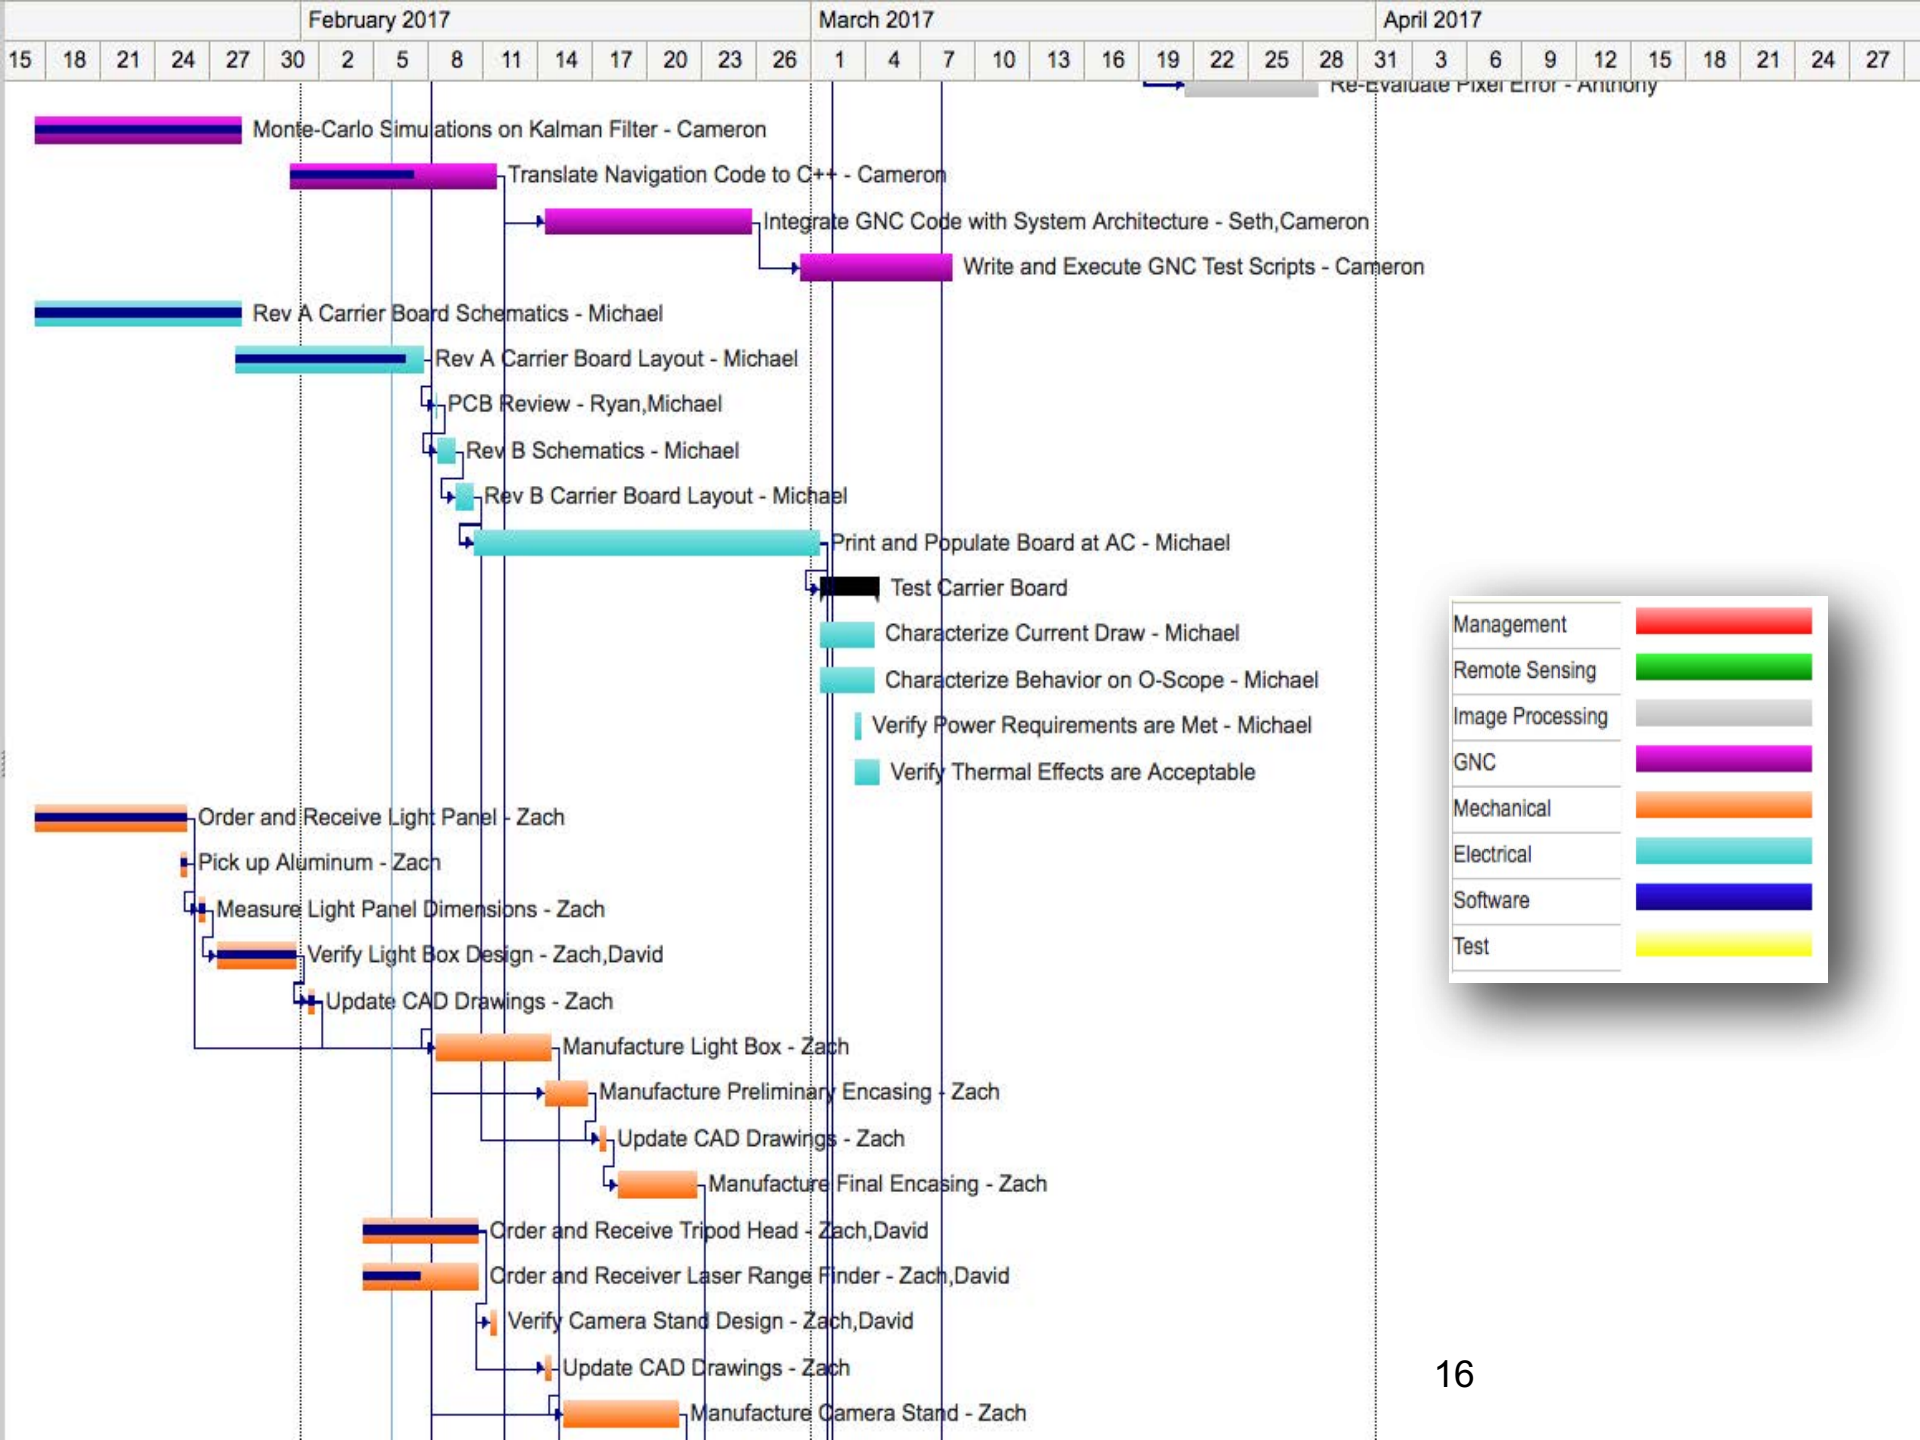 February 2017 March 2017 April 2017
15 18 21 24 27 30 2 5 8 11 14 17 20 23 26 1 4 7 10 13 16 19 22 25 28 31 3 6 9 12 15 18 21 24 27
Re-Evaluate Pixel Error - Anthony
Monte-Carlo Simulations on Kalman Filter - Cameron
Translate Navigation Code to C++ - Cameron
Integrate GNC Code with System Architecture - Seth,Cameron
Write and Execute GNC Test Scripts - Cameron
Rev A Carrier Board Schematics - Michael
Rev A Carrier Board Layout - Michael
PCB Review - Ryan,Michael
Rev B Schematics - Michael
Rev B Carrier Board Layout - Michael
Print and Populate Board at AC - Michael
Test Carrier Board
Characterize Current Draw - Michael
Characterize Behavior on O-Scope - Michael
Verify Power Requirements are Met - Michael
Verify Thermal Effects are Acceptable
Order and Receive Light Panel - Zach
Pick up Aluminum - Zach
Measure Light Panel Dimensions - Zach
Verify Light Box Design - Zach,David
Update CAD Drawings - Zach
Manufacture Light Box - Zach
Manufacture Preliminary Encasing - Zach
Update CAD Drawings - Zach
Manufacture Final Encasing - Zach
Order and Receive Tripod Head - Zach,David
Order and Receiver Laser Range Finder - Zach,David
Verify Camera Stand Design - Zach,David
Update CAD Drawings - Zach
Manufacture Camera Stand - Zach
Management
Remote Sensing
Image Processing
GNC
Mechanical
Electrical
Software
Test
16